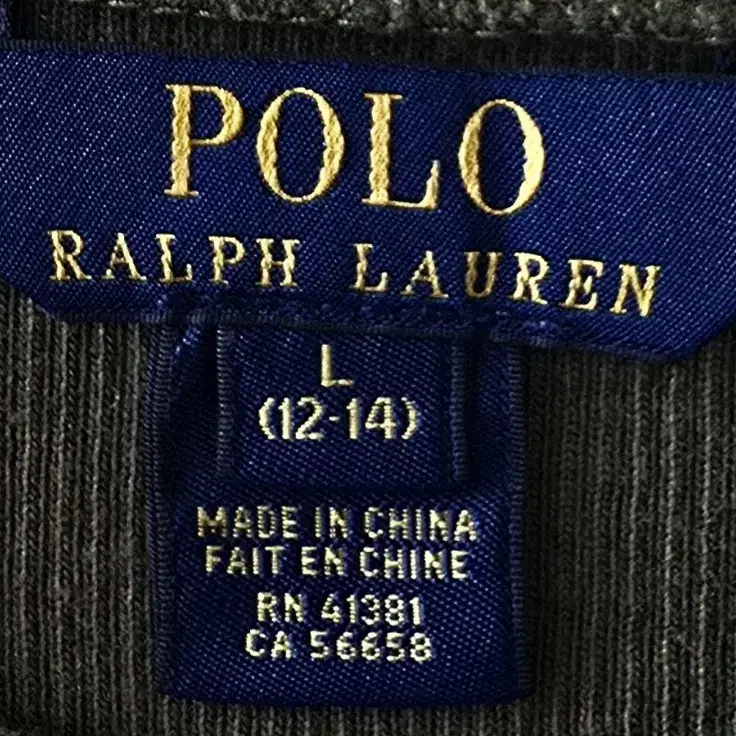 POLO
RALPH LAUREN
L
(12-14)
MADE IN CHINA
FAIT EN CHINE
RN 41381
CA 56658